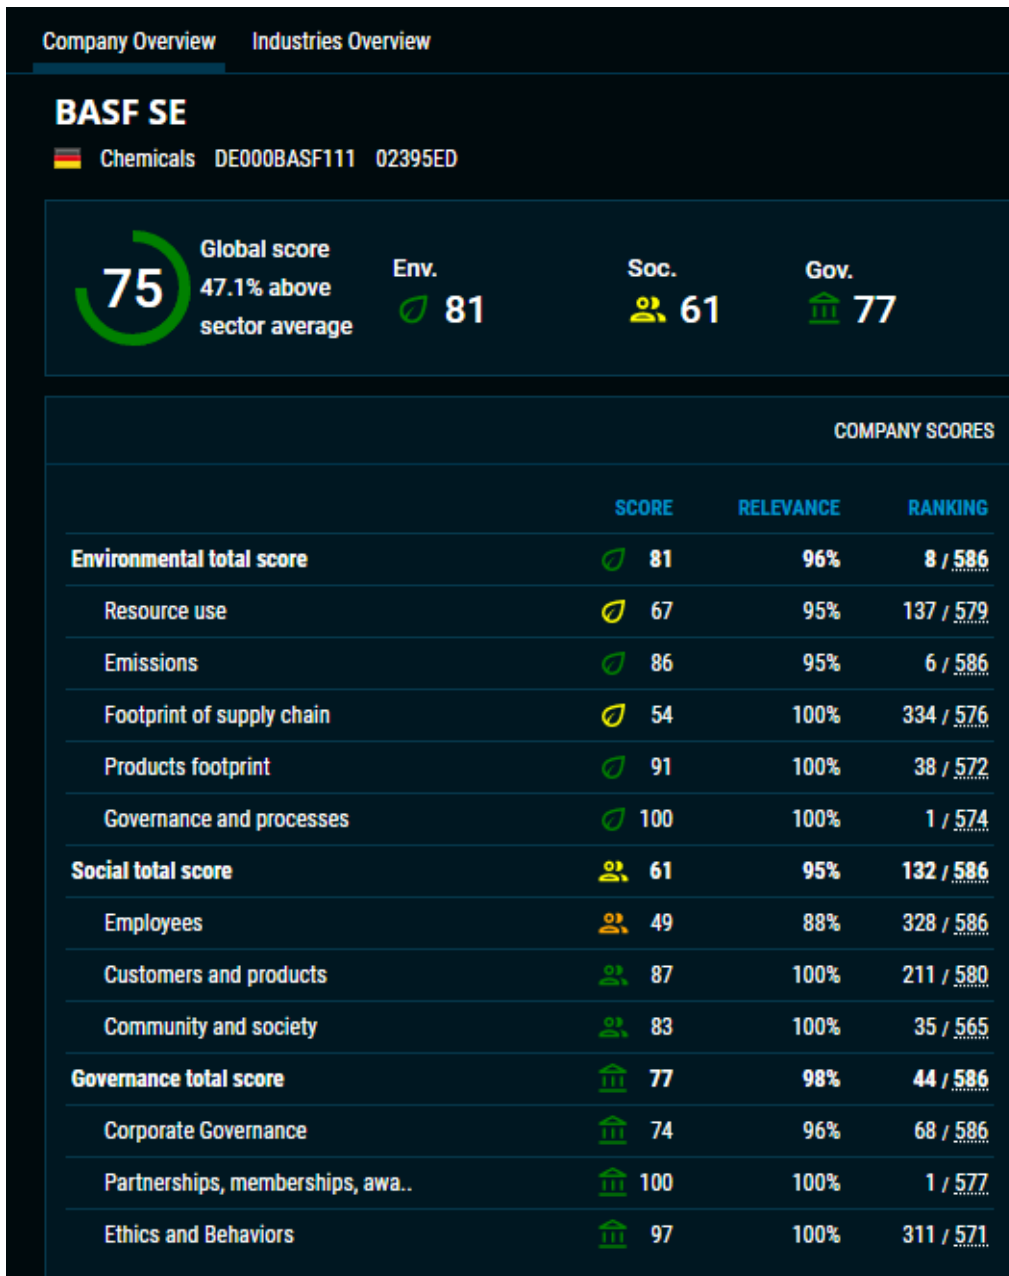 Company Overview Industries Overview
BASF SE
Chemicals DE000BASF111 02395ED
75
Global score
47.1% above
sector average
Env.
81
Soc.
61
Gov.
77
COMPANY SCORES
SCORE RELEVANCE RANKING
Environmental total score 81 96% 8 / 586
Resource use 67 95% 137 / 579
Emissions 86 95% 6 / 586
Footprint of supply chain 54 100% 334 / 576
Products footprint 91 100% 38 / 572
Governance and processes 100 100% 1 / 574
Social total score 61 95% 132 / 586
Employees 49 88% 328 / 586
Customers and products 87 100% 211 / 580
Community and society 83 100% 35 / 565
Governance total score 77 98% 44 / 586
Corporate Governance 74 96% 68 / 586
Partnerships, memberships, awa.. 100 100% 1 / 577
Ethics and Behaviors 97 100% 311 / 571